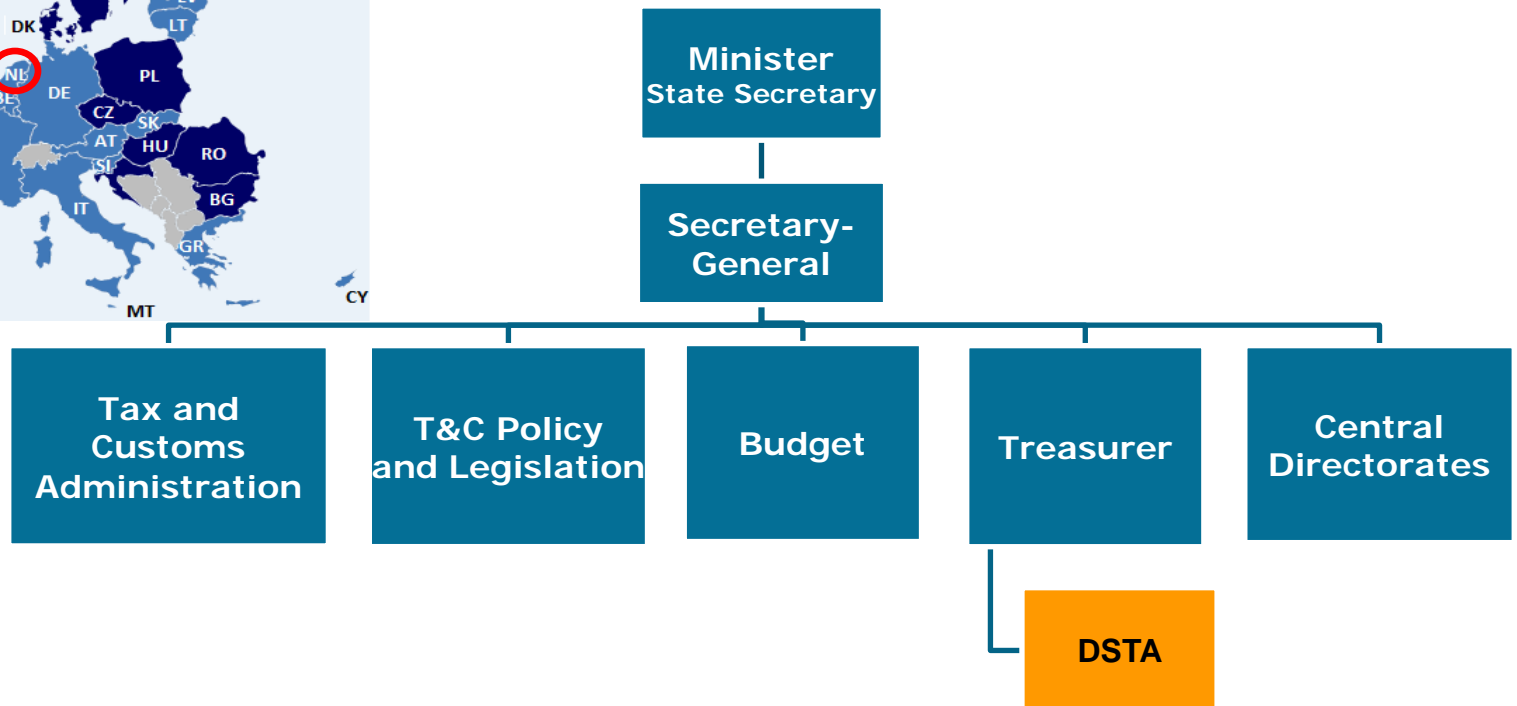 DK
LT
NL
BE
DE
PL
CZ
SK
AT
HU
SI
RO
BG
IT
GR
MT
CY
Minister
State Secretary
Secretary-
General
Tax and
Customs
Administration
T&C Policy
and Legislation
Budget
Treasurer
Central
Directorates
DSTA